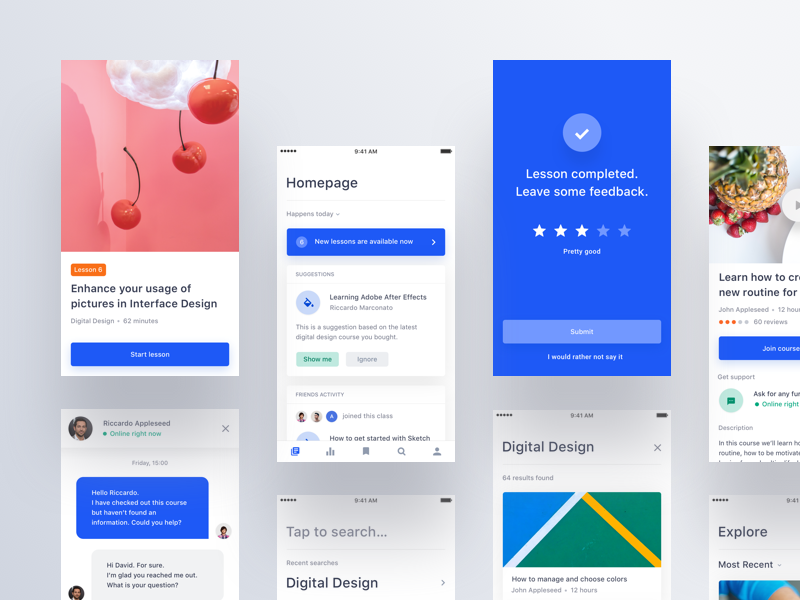 Lesson 6
Enhance your usage of
pictures in Interface Design
Digital Design • 62 minutes
Start lesson
Riccardo Appleseed
Online right now
Friday, 15:00
Hello Riccardo.
I have checked out this course
but haven't found an
information. Could you help?
Hi David. For sure.
I'm glad you reached me out.
What is your question?
9:41 AM
Homepage
Happens today
6 New lessons are available now
SUGGESTIONS
Learning Adobe After Effects
Riccardo Marconato
This is a suggestion based on the latest
digital design course you bought.
Show me Ignore
FRIENDS ACTIVITY
A joined this class
How to get started with Sketch
9:41 AM
Tap to search...
Recent searches
Digital Design
Lesson completed.
Leave some feedback.
Pretty good
Submit
I would rather not say it
9:41 AM
Digital Design
64 results found
How to manage and choose colors
John Appleseed • 12 hours
Learn how to cr
new routine for
John Appleseed • 12 hour
60 reviews
Join course
Get support
Ask for any fur
Online right
Description
In this course we'll learn ho
routine, how to be motivate
9:41
Explore
Most Recent